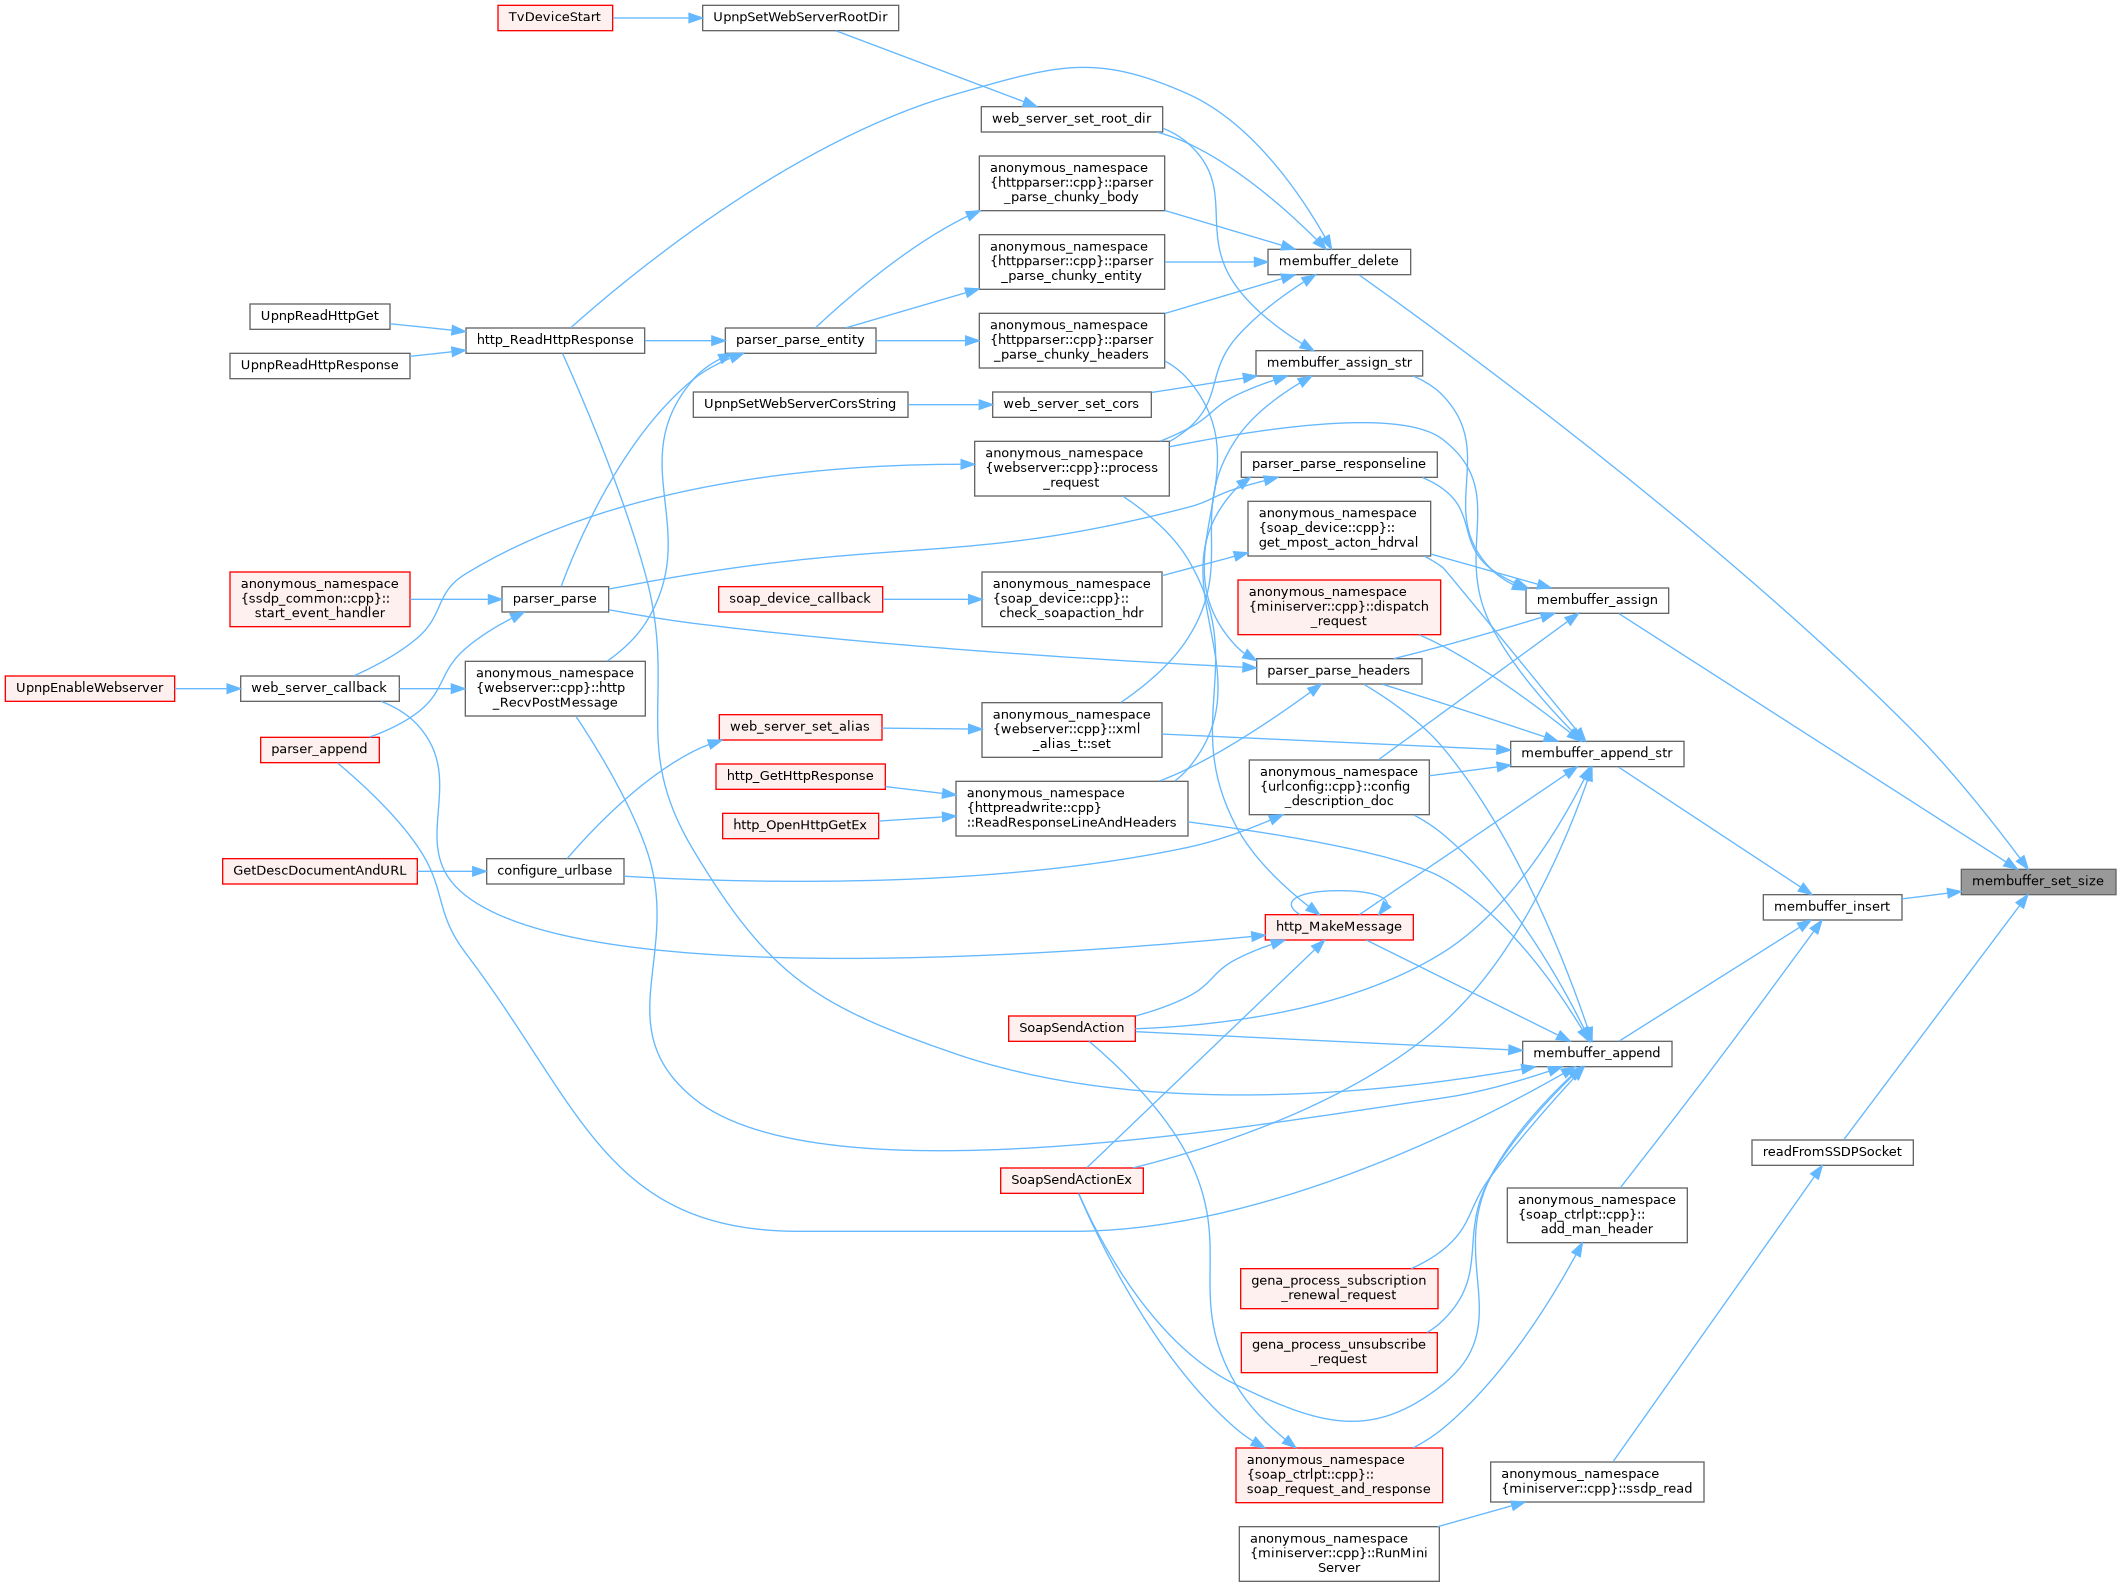 TvDeviceStart
UpnpSetWebServerRootDir
web_server_set_root_dir
anonymous_namespace
{httpparser::cpp}::parser
_parse_chunky_body
anonymous_namespace
{httpparser::cpp}::parser
_parse_chunky_entity
membuffer_delete
UpnpReadHttpGet
http_ReadHttpResponse
parser_parse_entity
anonymous_namespace
{httpparser::cpp}::parser
_parse_chunky_headers
UpnpReadHttpResponse
membuffer_assign_str
UpnpSetWebServerCorsString
web_server_set_cors
anonymous_namespace
{webserver::cpp}::process
_request
parser_parse_responseline
anonymous_namespace
{soap_device::cpp}::
get_mpost_acton_hdrval
anonymous_namespace
{ssdp_common::cpp}::
start_event_handler
parser_parse
soap_device_callback
anonymous_namespace
{soap_device::cpp}::
check_soapaction_hdr
anonymous_namespace
{miniserver::cpp}::dispatch
_request
membuffer_assign
UpnpEnableWebserver
web_server_callback
anonymous_namespace
{webserver::cpp}::http
_RecvPostMessage
parser_parse_headers
parser_append
web_server_set_alias
anonymous_namespace
{webserver::cpp}::xml
_alias_t::set
membuffer_append_str
http_GetHttpResponse
http_OpenHttpGetEx
anonymous_namespace
{httpreadwrite::cpp}
::ReadResponseLineAndHeaders
anonymous_namespace
{urlconfig::cpp}::config
_description_doc
GetDescDocumentAndURL
configure_urlbase
membuffer_set_size
membuffer_insert
http_MakeMessage
SoapSendAction
membuffer_append
readFromSSDPSocket
SoapSendActionEx
anonymous_namespace
{soap_ctrlpt::cpp}::
add_man_header
gena_process_subscription
_renewal_request
gena_process_unsubscribe
_request
anonymous_namespace
{soap_ctrlpt::cpp}::
soap_request_and_response
anonymous_namespace
{miniserver::cpp}::ssdp_read
anonymous_namespace
{miniserver::cpp}::RunMini
Server